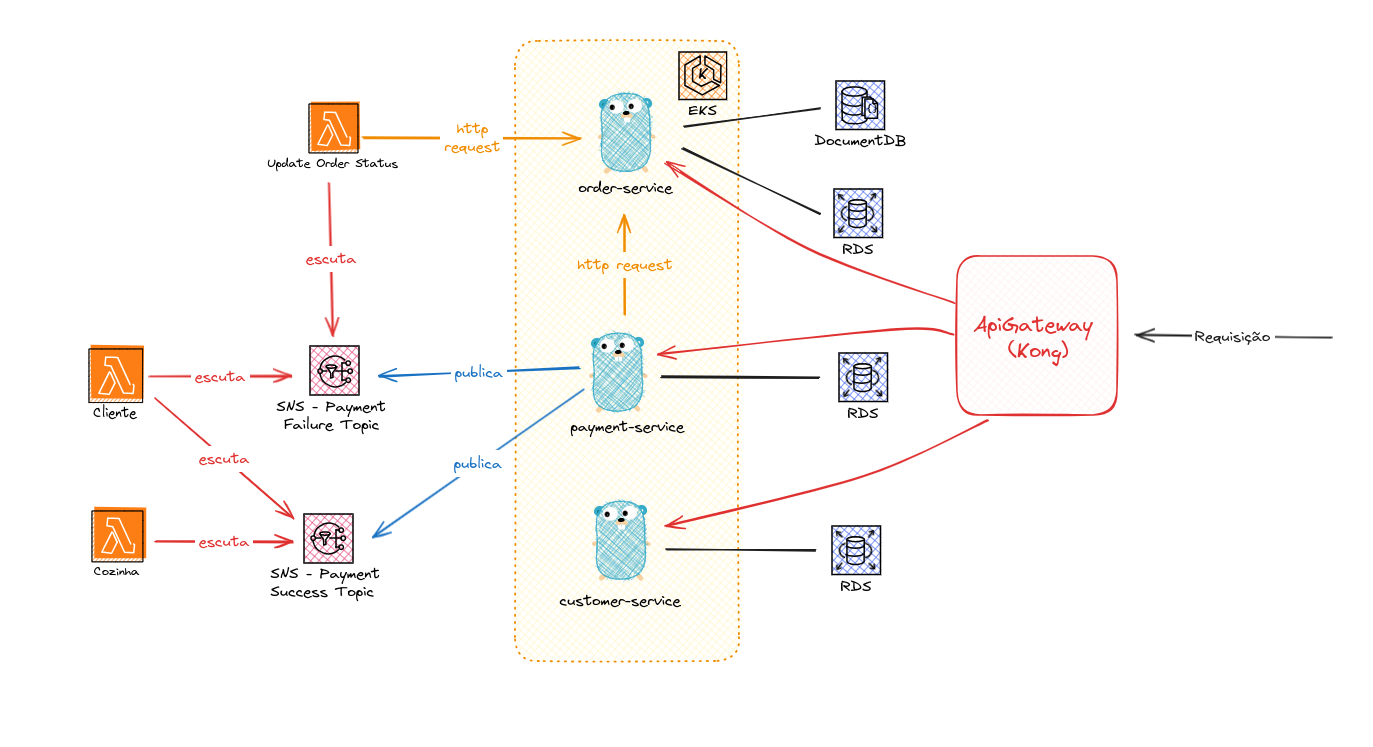 EKS
DocumentDB
http
request
Update Order Status
order-service
RDS
escuta
http request
ApiGateway
(Kong)
Requisição
publica
escuta
Cliente
SNS - Payment
Failure Topic
payment-service
RDS
escuta
publica
escuta
Cozinha
SNS - Payment
Success Topic
customer-service
RDS